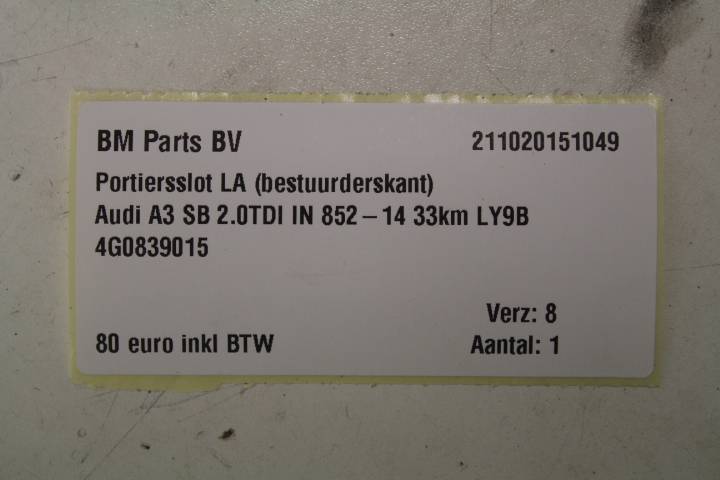 BM Parts BV 211020151049
Portiersslot LA (bestuurderskant)
Audi A3 SB 2.0TDI IN 852 – 14 33km LY9B
4G0839015
Verz: 8
80 euro inkl BTW Aantal: 1